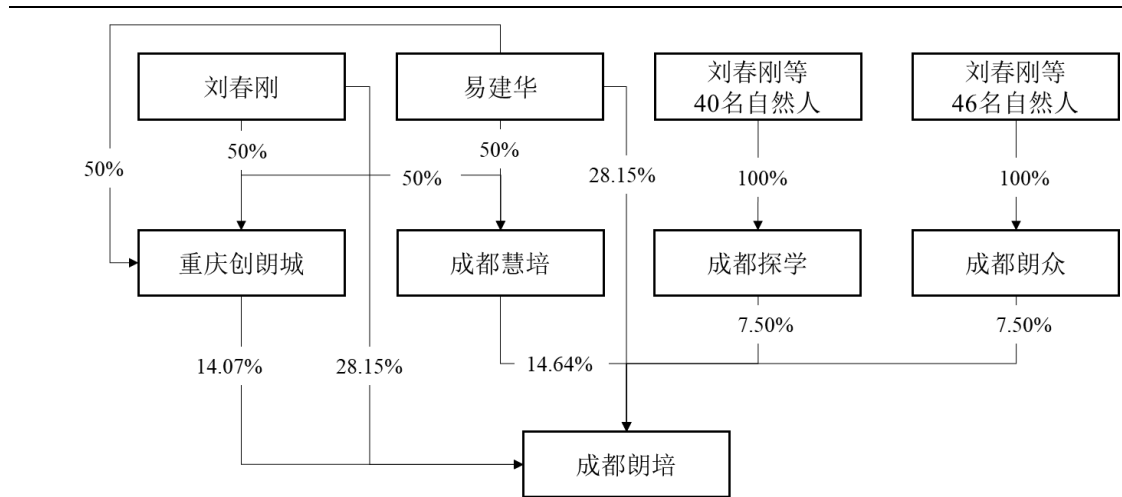 刘春刚
易建华
刘春刚等
40名自然人
刘春刚等
46名自然人
50%
50%
50%
50%
28.15%
100%
100%
重庆创朗城
成都慧培
成都探学
成都朗众
7.50%
7.50%
14.07%
28.15%
14.64%
成都朗培